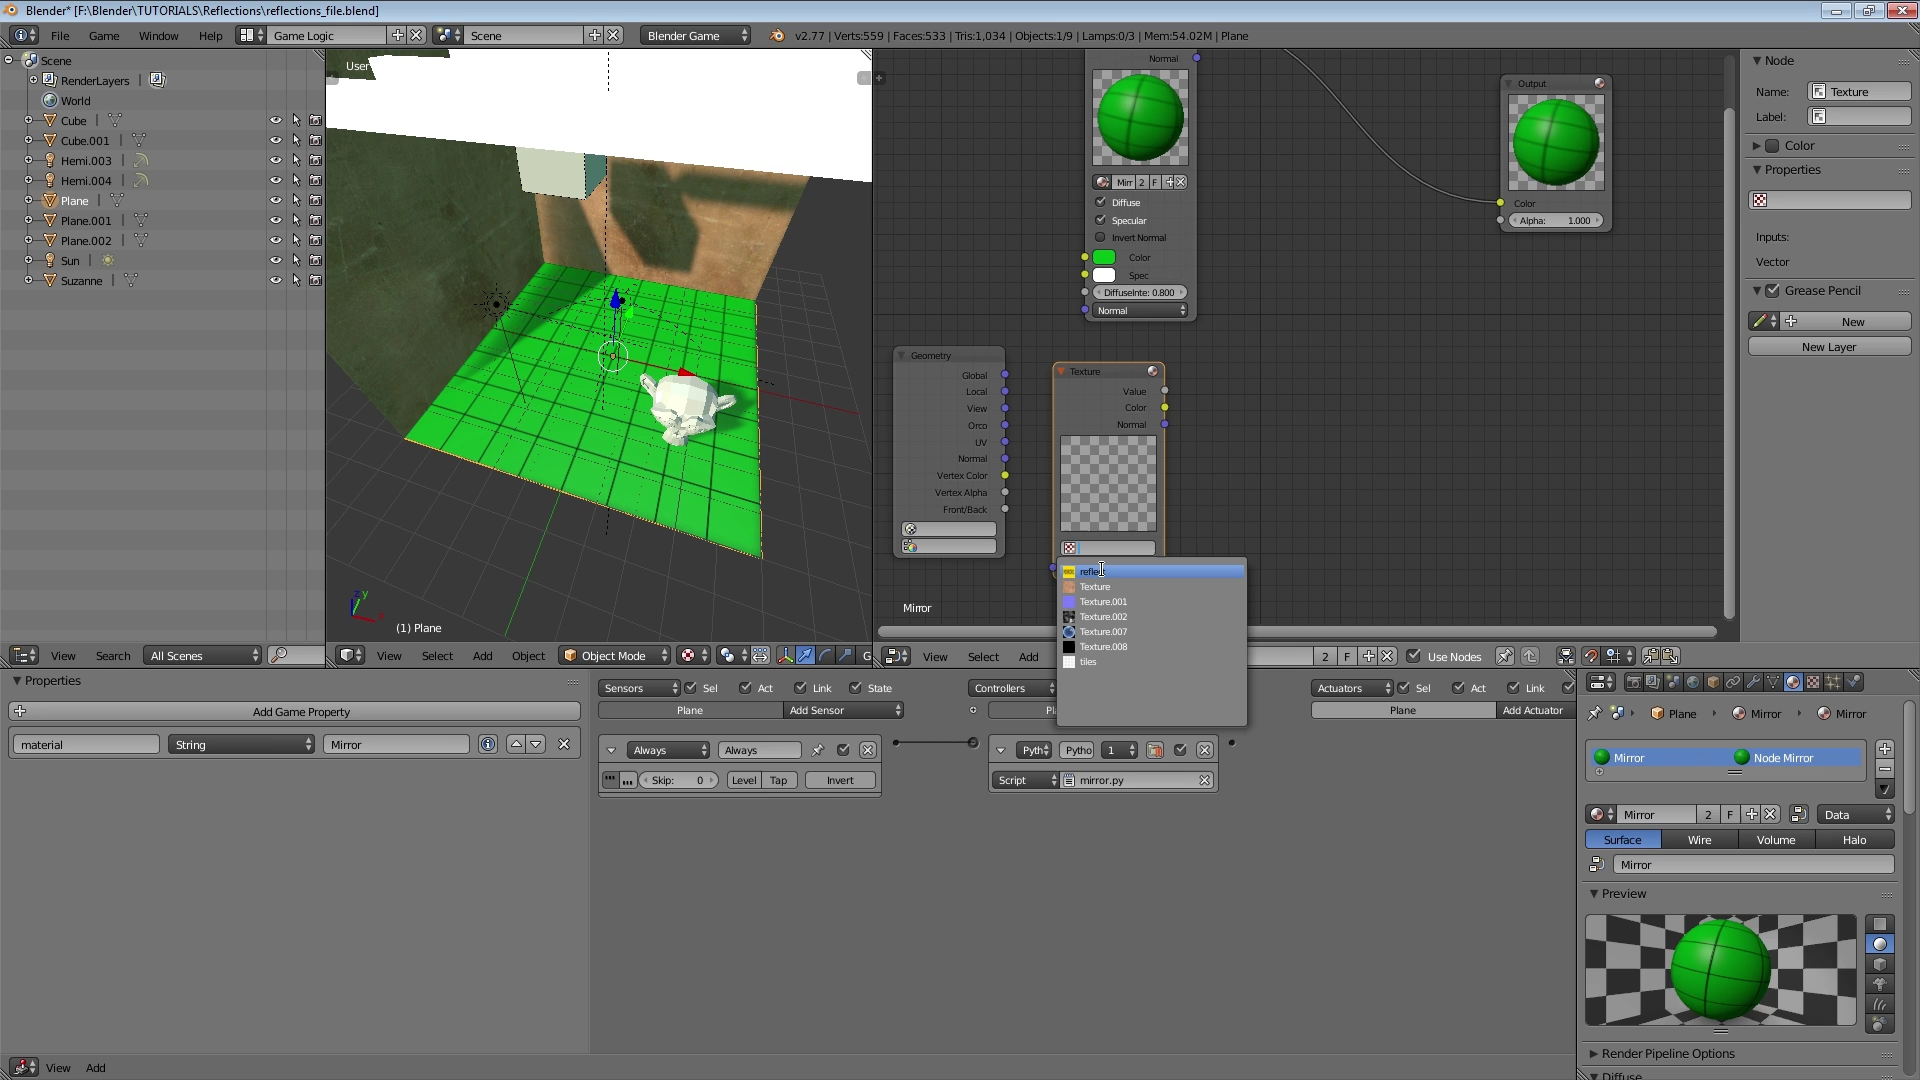 Blender* [F:\Blender\TUTORIALS\Reflections\reflections_file.blend]
File Game Window Help Game Logic Scene Blender Game v2.77 | Verts:559 | Faces:533 | Tris:1,034 | Objects:1/9 | Lamps:0/3 | Mem:54.02M | Plane
Scene
RenderLayers
World
Cube
Cube.001
Hemi.003
Hemi.004
Plane
Plane.001
Plane.002
Sun
Suzanne
View Search All Scenes
User
z y
x
(1) Plane
View Select Add Object Object Mode G
Normal
Mirr 2 F
Diffuse
Specular
Invert Normal
Color
Spec
DiffuseInte: 0.800
Normal
Output
Color
Alpha: 1.000
Geometry
Global
Local
View
Orco
UV
Normal
Vertex Color
Vertex Alpha
Front/Back
Texture
Value
Color
Normal
Texture
Texture.001
Texture.002
Texture.007
Texture.008
tiles
Mirror
View Select Add 2 F Use Nodes
Node
Name: Texture
Label:
Color
Properties
Inputs:
Vector
Grease Pencil
New
New Layer
Properties
Add Game Property
material String Mirror
Sensors Sel Act Link State
Plane Add Sensor
Always Always
Skip: 0 Level Tap Invert
Controllers
Pyth Pytho 1
Script mirror.py
Actuators Sel Act Link
Plane Add Actuator
View Add
Plane Mirror Mirror
Mirror Node Mirror
Mirror 2 F Data
Surface Wire Volume Halo
Mirror
Preview
Render Pipeline Options
Diffuse